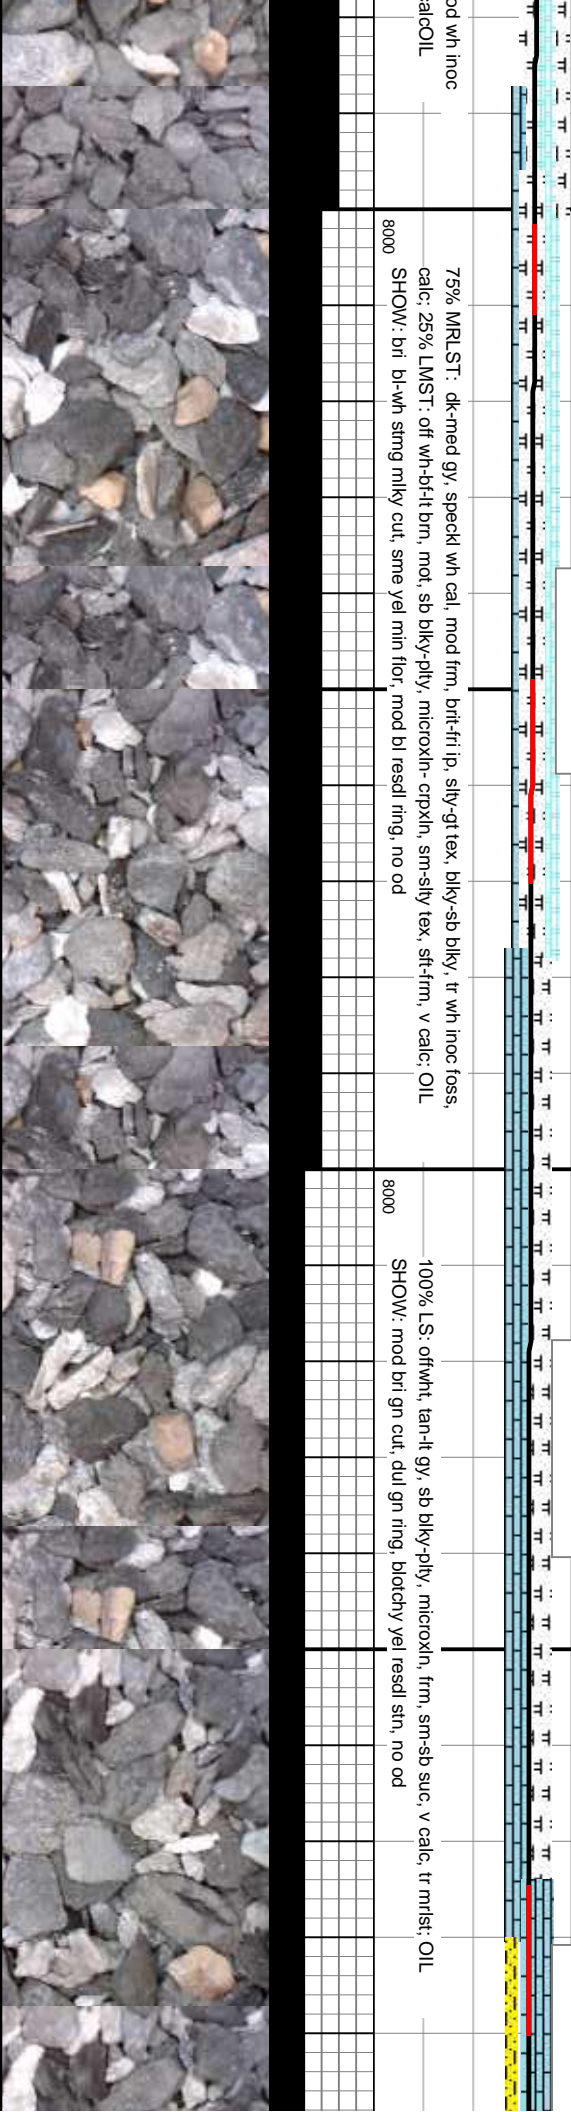 od wh inoc
calcOIL
8000
75% MRLST: dk-med gy, speckl wh cal, mod frm, brit-fri ip, slty-gt tex, blky-sb blky, tr wh inoc foss,
calc; 25% LMST: off wh-bf-lt brn, mot, sb blky-plty, microxln- crpxln, sm-slty tex, sft-frm, v calc; OIL
SHOW: bri bl-wh stmg mlky cut, sme yel min flor, mod bl resdl ring, no od
8000
100% LS: offwht, tan-lt gy, sb blky-plty, microxln, frm, sm-sb suc, v calc, tr mrlst; OIL
SHOW: mod bri gn cut, dul gn ring, blotchy yel resdl stn, no od